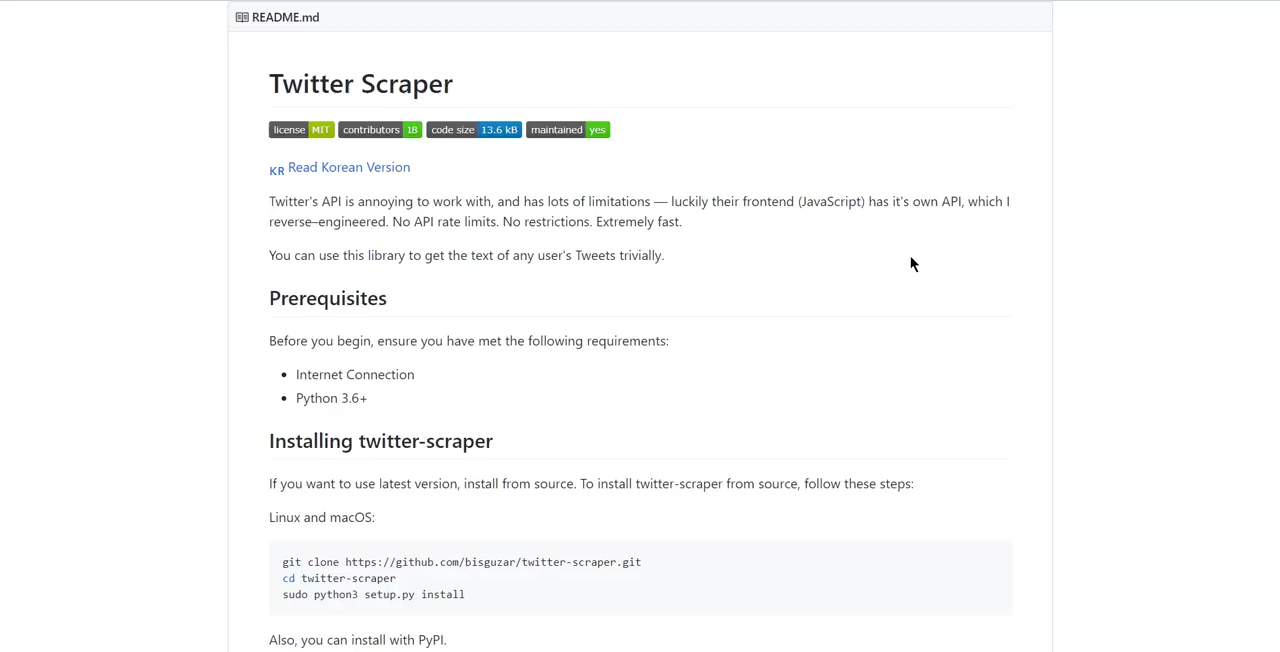 README.md
Twitter Scraper
license MIT contributors 18 code size 13.6 kB maintained yes
KR Read Korean Version
Twitter's API is annoying to work with, and has lots of limitations — luckily their frontend (JavaScript) has it's own API, which I
reverse–engineered. No API rate limits. No restrictions. Extremely fast.
You can use this library to get the text of any user's Tweets trivially.
Prerequisites
Before you begin, ensure you have met the following requirements:
• Internet Connection
• Python 3.6+
Installing twitter-scraper
If you want to use latest version, install from source. To install twitter-scraper from source, follow these steps:
Linux and macOS:
git clone https://github.com/bisguzar/twitter-scraper.git
cd twitter-scraper
sudo python3 setup.py install
Also, you can install with PyPI.